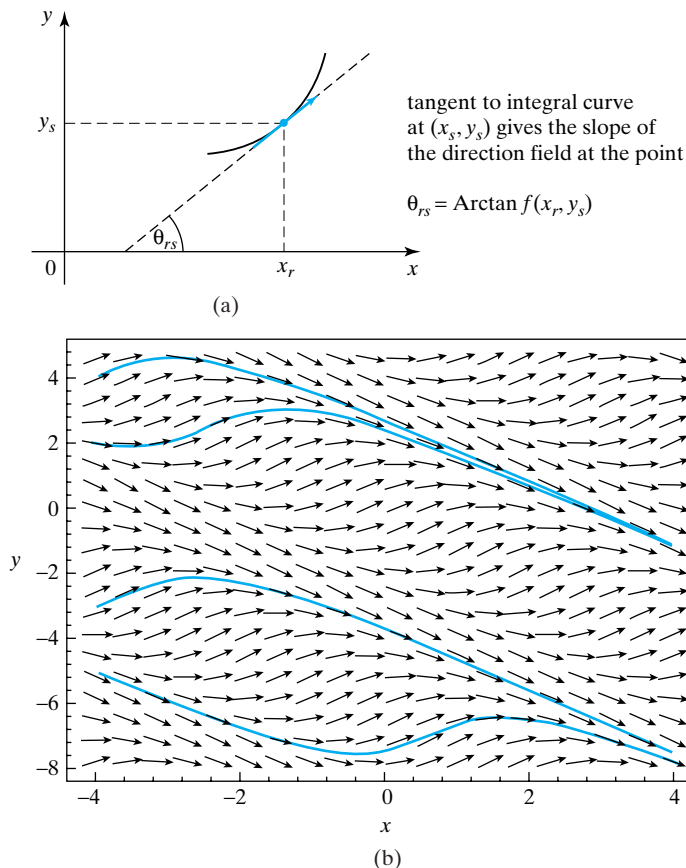 y
tangent to integral curve
y_s
at (x_s, y_s) gives the slope of
the direction field at the point
θ_rs = Arctan f(x_r, y_s)
θ_rs
0
x_r
x
(a)
4
2
0
y
−2
−4
−6
−8
−4
−2
0
2
4
x
(b)